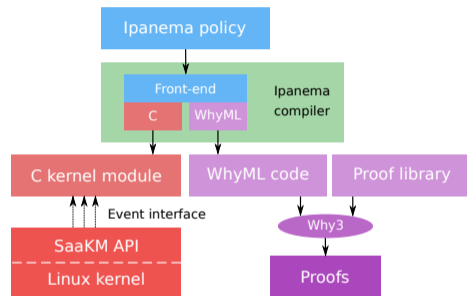 Ipanema policy
Front-end
Ipanema
compiler
C
WhyML
C kernel module
WhyML code
Proof library
Event interface
Why3
SaaKM API
Linux kernel
Proofs